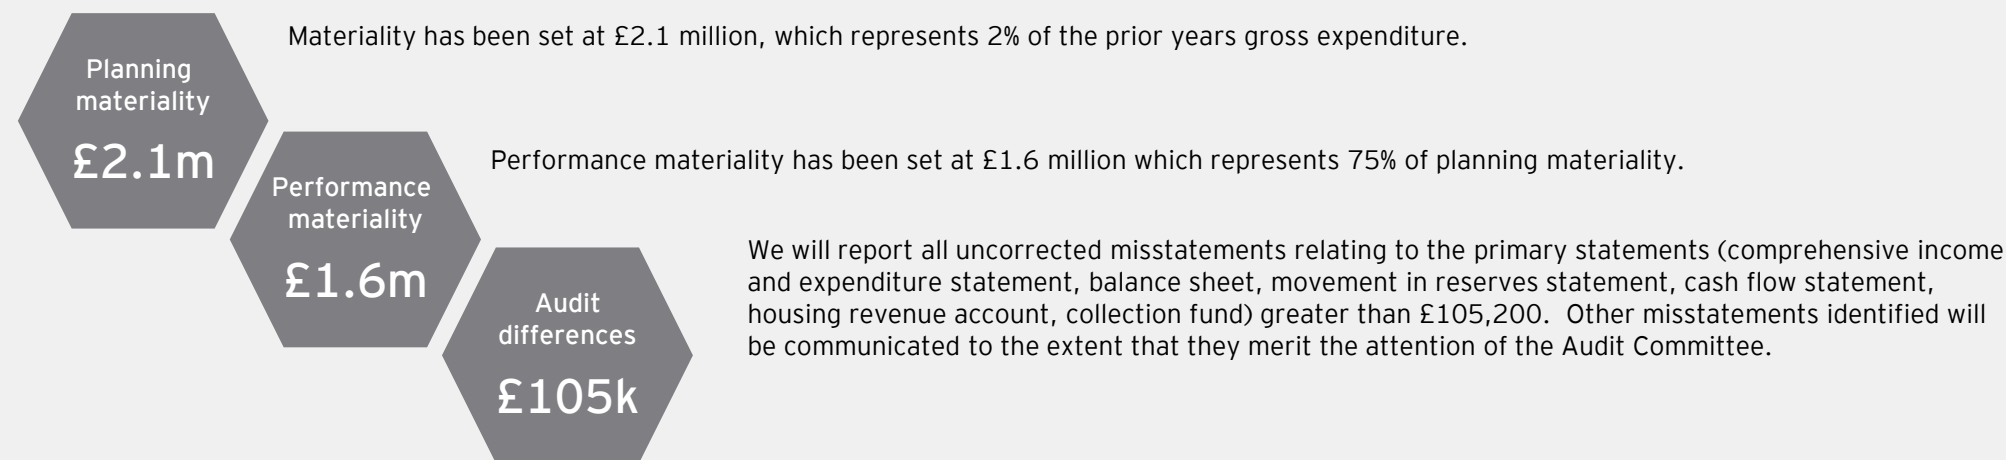 Planning
materiality
£2.1m
Materiality has been set at £2.1 million, which represents 2% of the prior years gross expenditure.
Performance
materiality
£1.6m
Performance materiality has been set at £1.6 million which represents 75% of planning materiality.
Audit
differences
£105k
We will report all uncorrected misstatements relating to the primary statements (comprehensive income
and expenditure statement, balance sheet, movement in reserves statement, cash flow statement,
housing revenue account, collection fund) greater than £105,200.  Other misstatements identified will
be communicated to the extent that they merit the attention of the Audit Committee.